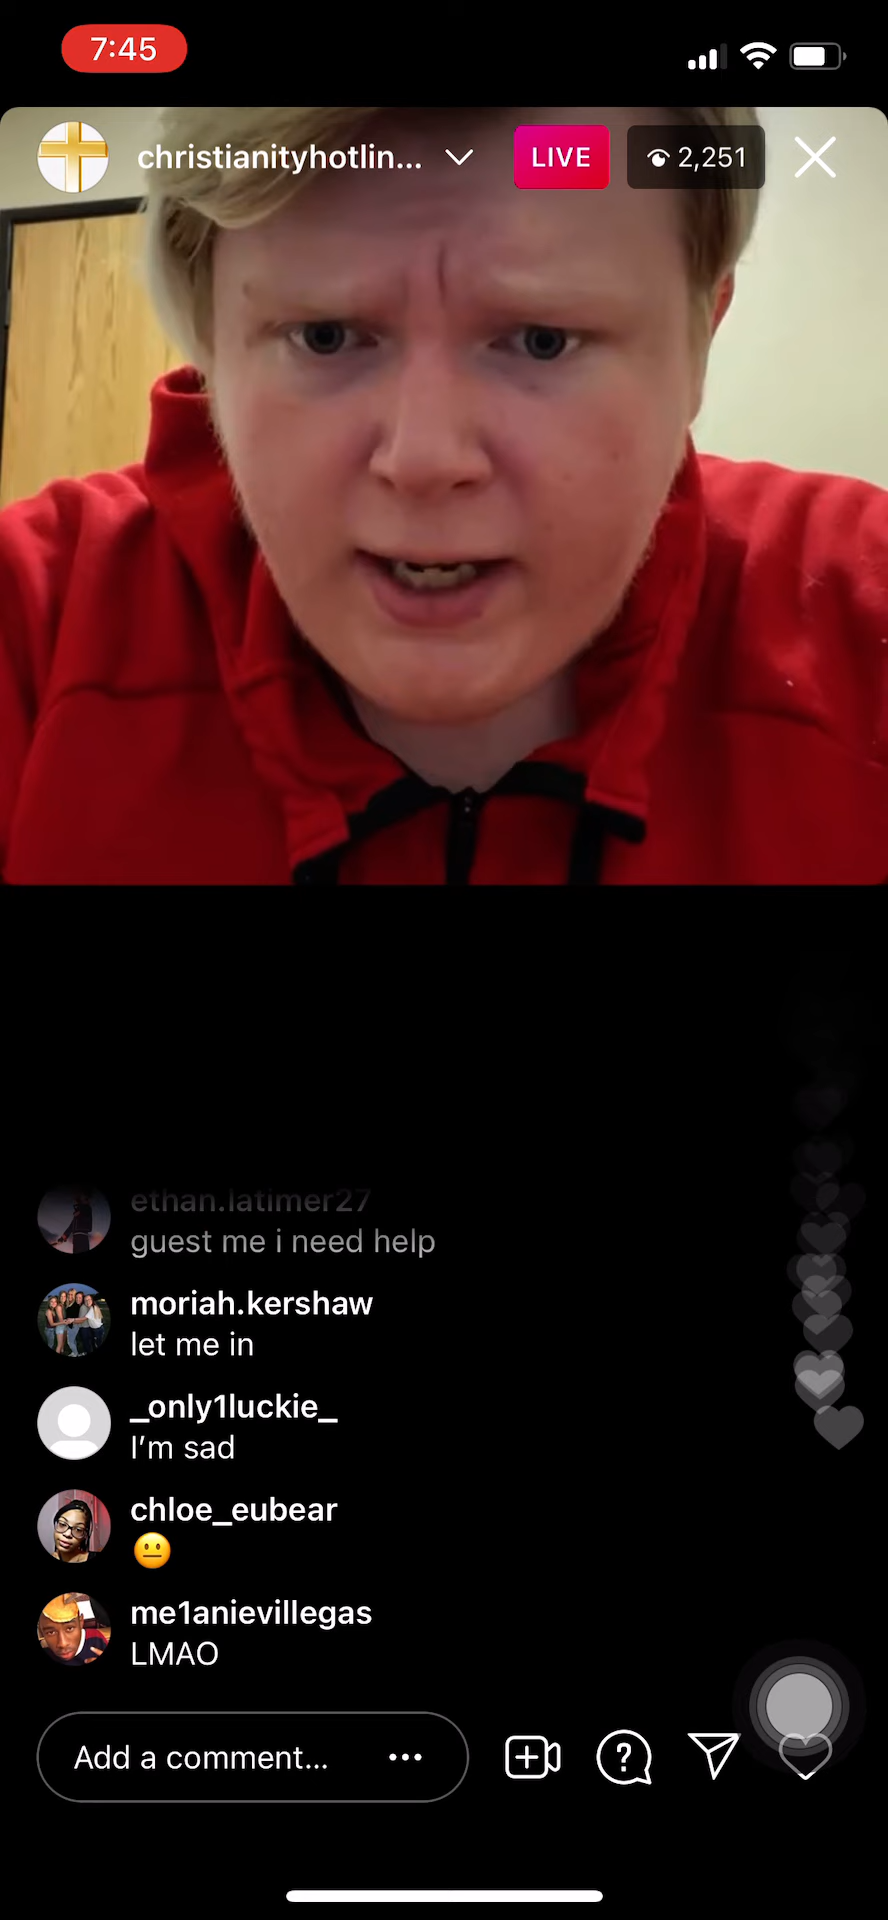 7:45
christianityhotlin...
LIVE
2,251
ethan.latimer27
guest me i need help
moriah.kershaw
let me in
_only1luckie_
I’m sad
chloe_eubear
😐
me1anievillegas
LMAO
Add a comment...